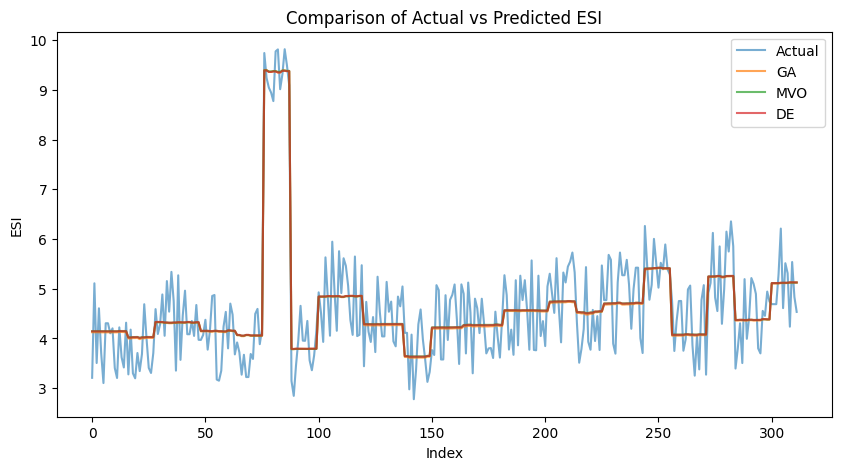 Comparison of Actual vs Predicted ESI
Actual
GA
MVO
DE
10
9
8
7
6
5
4
3
ESI
0 50 100 150 200 250 300
Index